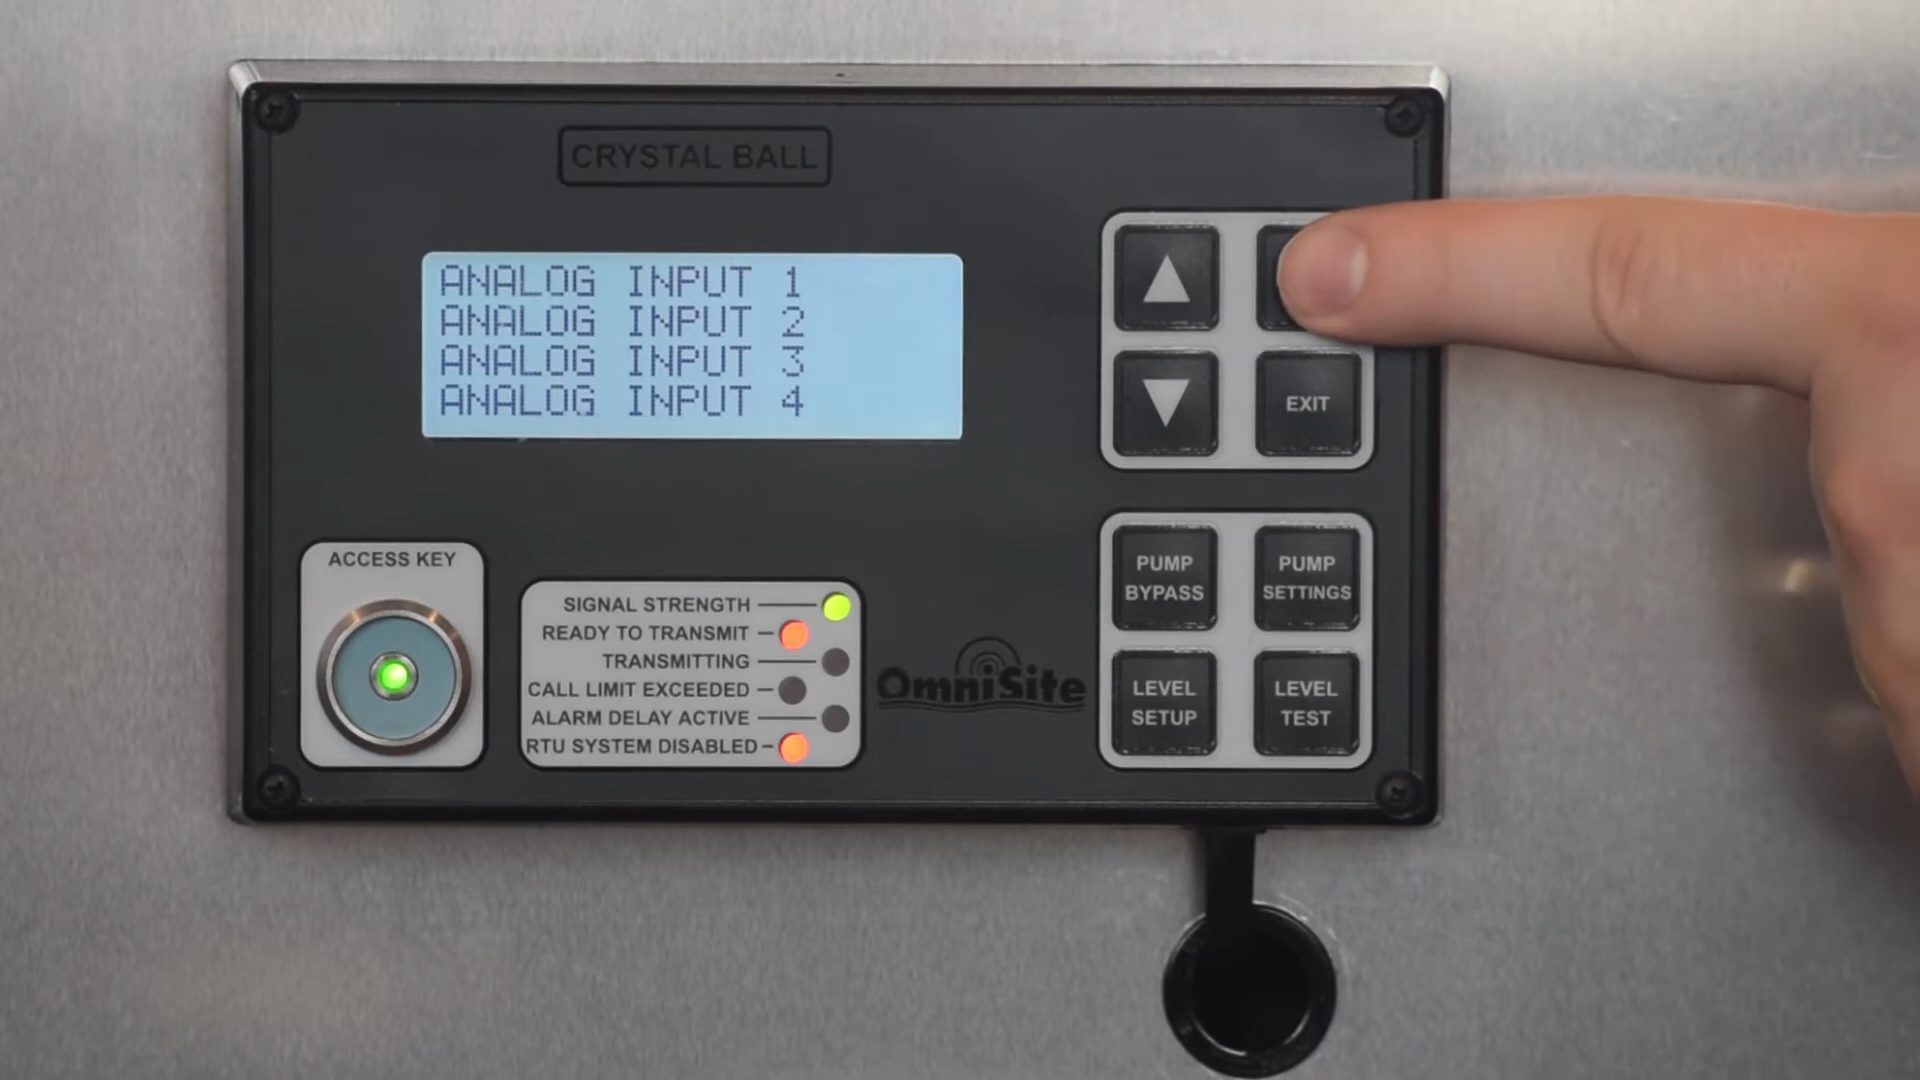 CRYSTAL BALL
ANALOG INPUT 1
ANALOG INPUT 2
ANALOG INPUT 3
ANALOG INPUT 4
EXIT
ACCESS KEY
SIGNAL STRENGTH
READY TO TRANSMIT
TRANSMITTING
CALL LIMIT EXCEEDED
ALARM DELAY ACTIVE
RTU SYSTEM DISABLED
OmniSite
PUMP
BYPASS
PUMP
SETTINGS
LEVEL
SETUP
LEVEL
TEST